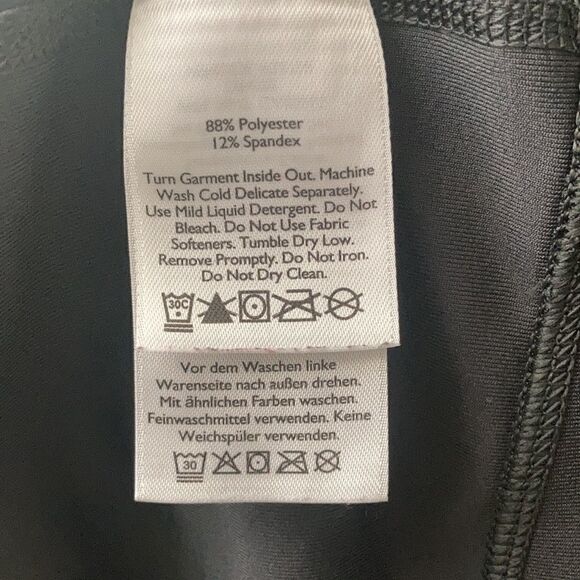 88% Polyester
12% Spandex
Turn Garment Inside Out. Machine
Wash Cold Delicate Separately.
Use Mild Liquid Detergent. Do Not
Bleach. Do Not Use Fabric
Softeners. Tumble Dry Low.
Remove Promptly. Do Not Iron.
Do Not Dry Clean.
30C
Vor dem Waschen linke
Warenseite nach außen drehen.
Mit ähnlichen Farben waschen.
Feinwaschmittel verwenden. Keine
Weichspüler verwenden.
30